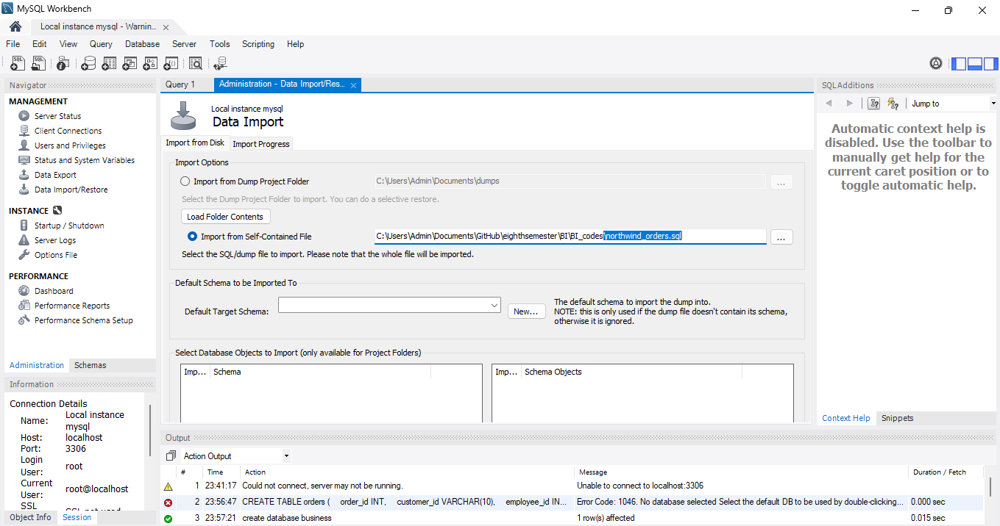 MySQL Workbench
Local instance mysql - Warnin...
File Edit View Query Database Server Tools Scripting Help
Navigator
MANAGEMENT
Server Status
Client Connections
Users and Privileges
Status and System Variables
Data Export
Data Import/Restore
INSTANCE
Startup / Shutdown
Server Logs
Options File
PERFORMANCE
Dashboard
Performance Reports
Performance Schema Setup
Administration Schemas
Information
Connection Details
Name: Local instance mysql
Host: localhost
Port: 3306
Login User: root
Current User: root@localhost
SSL SSL not used
Object Info Session
Query 1 Administration - Data Import/Res...
Local instance mysql
Data Import
Import from Disk Import Progress
Import Options
Import from Dump Project Folder C:\Users\Admin\Documents\dumps ...
Select the Dump Project Folder to import. You can do a selective restore.
Load Folder Contents
Import from Self-Contained File C:\Users\Admin\Documents\GitHub\eighthsemester\BI\BI_codes\northwind_orders.sql ...
Select the SQL/dump file to import. Please note that the whole file will be imported.
Default Schema to be Imported To
Default Target Schema: New...
The default schema to import the dump into.
NOTE: this is only used if the dump file doesn't contain its schema,
otherwise it is ignored.
Select Database Objects to Import (only available for Project Folders)
Imp... Schema
Imp... Schema Objects
SQLAdditions
Jump to
Automatic context help is
disabled. Use the toolbar to
manually get help for the
current caret position or to
toggle automatic help.
Context Help Snippets
Output
Action Output
# Time Action Message Duration / Fetch
1 23:41:17 Could not connect, server may not be running. Unable to connect to localhost:3306
2 23:56:47 CREATE TABLE orders ( order_id INT, customer_id VARCHAR(10), employee_id IN... Error Code: 1046. No database selected Select the default DB to be used by double-clicking... 0.000 sec
3 23:57:21 create database business 1 row(s) affected 0.015 sec